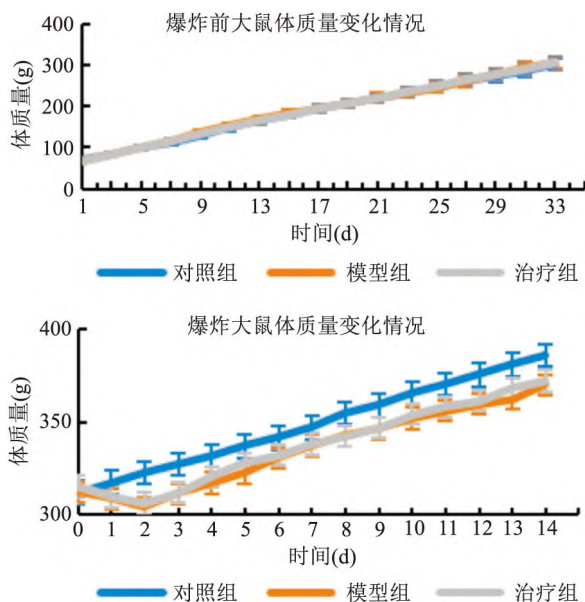 爆炸前大鼠体质量变化情况
体质量(g)
400
300
200
100
0
1 5 9 13 17 21 25 29 33
时间(d)
对照组 模型组 治疗组
爆炸大鼠体质量变化情况
体质量(g)
400
350
300
0 1 2 3 4 5 6 7 8 9 10 11 12 13 14
时间(d)
对照组 模型组 治疗组